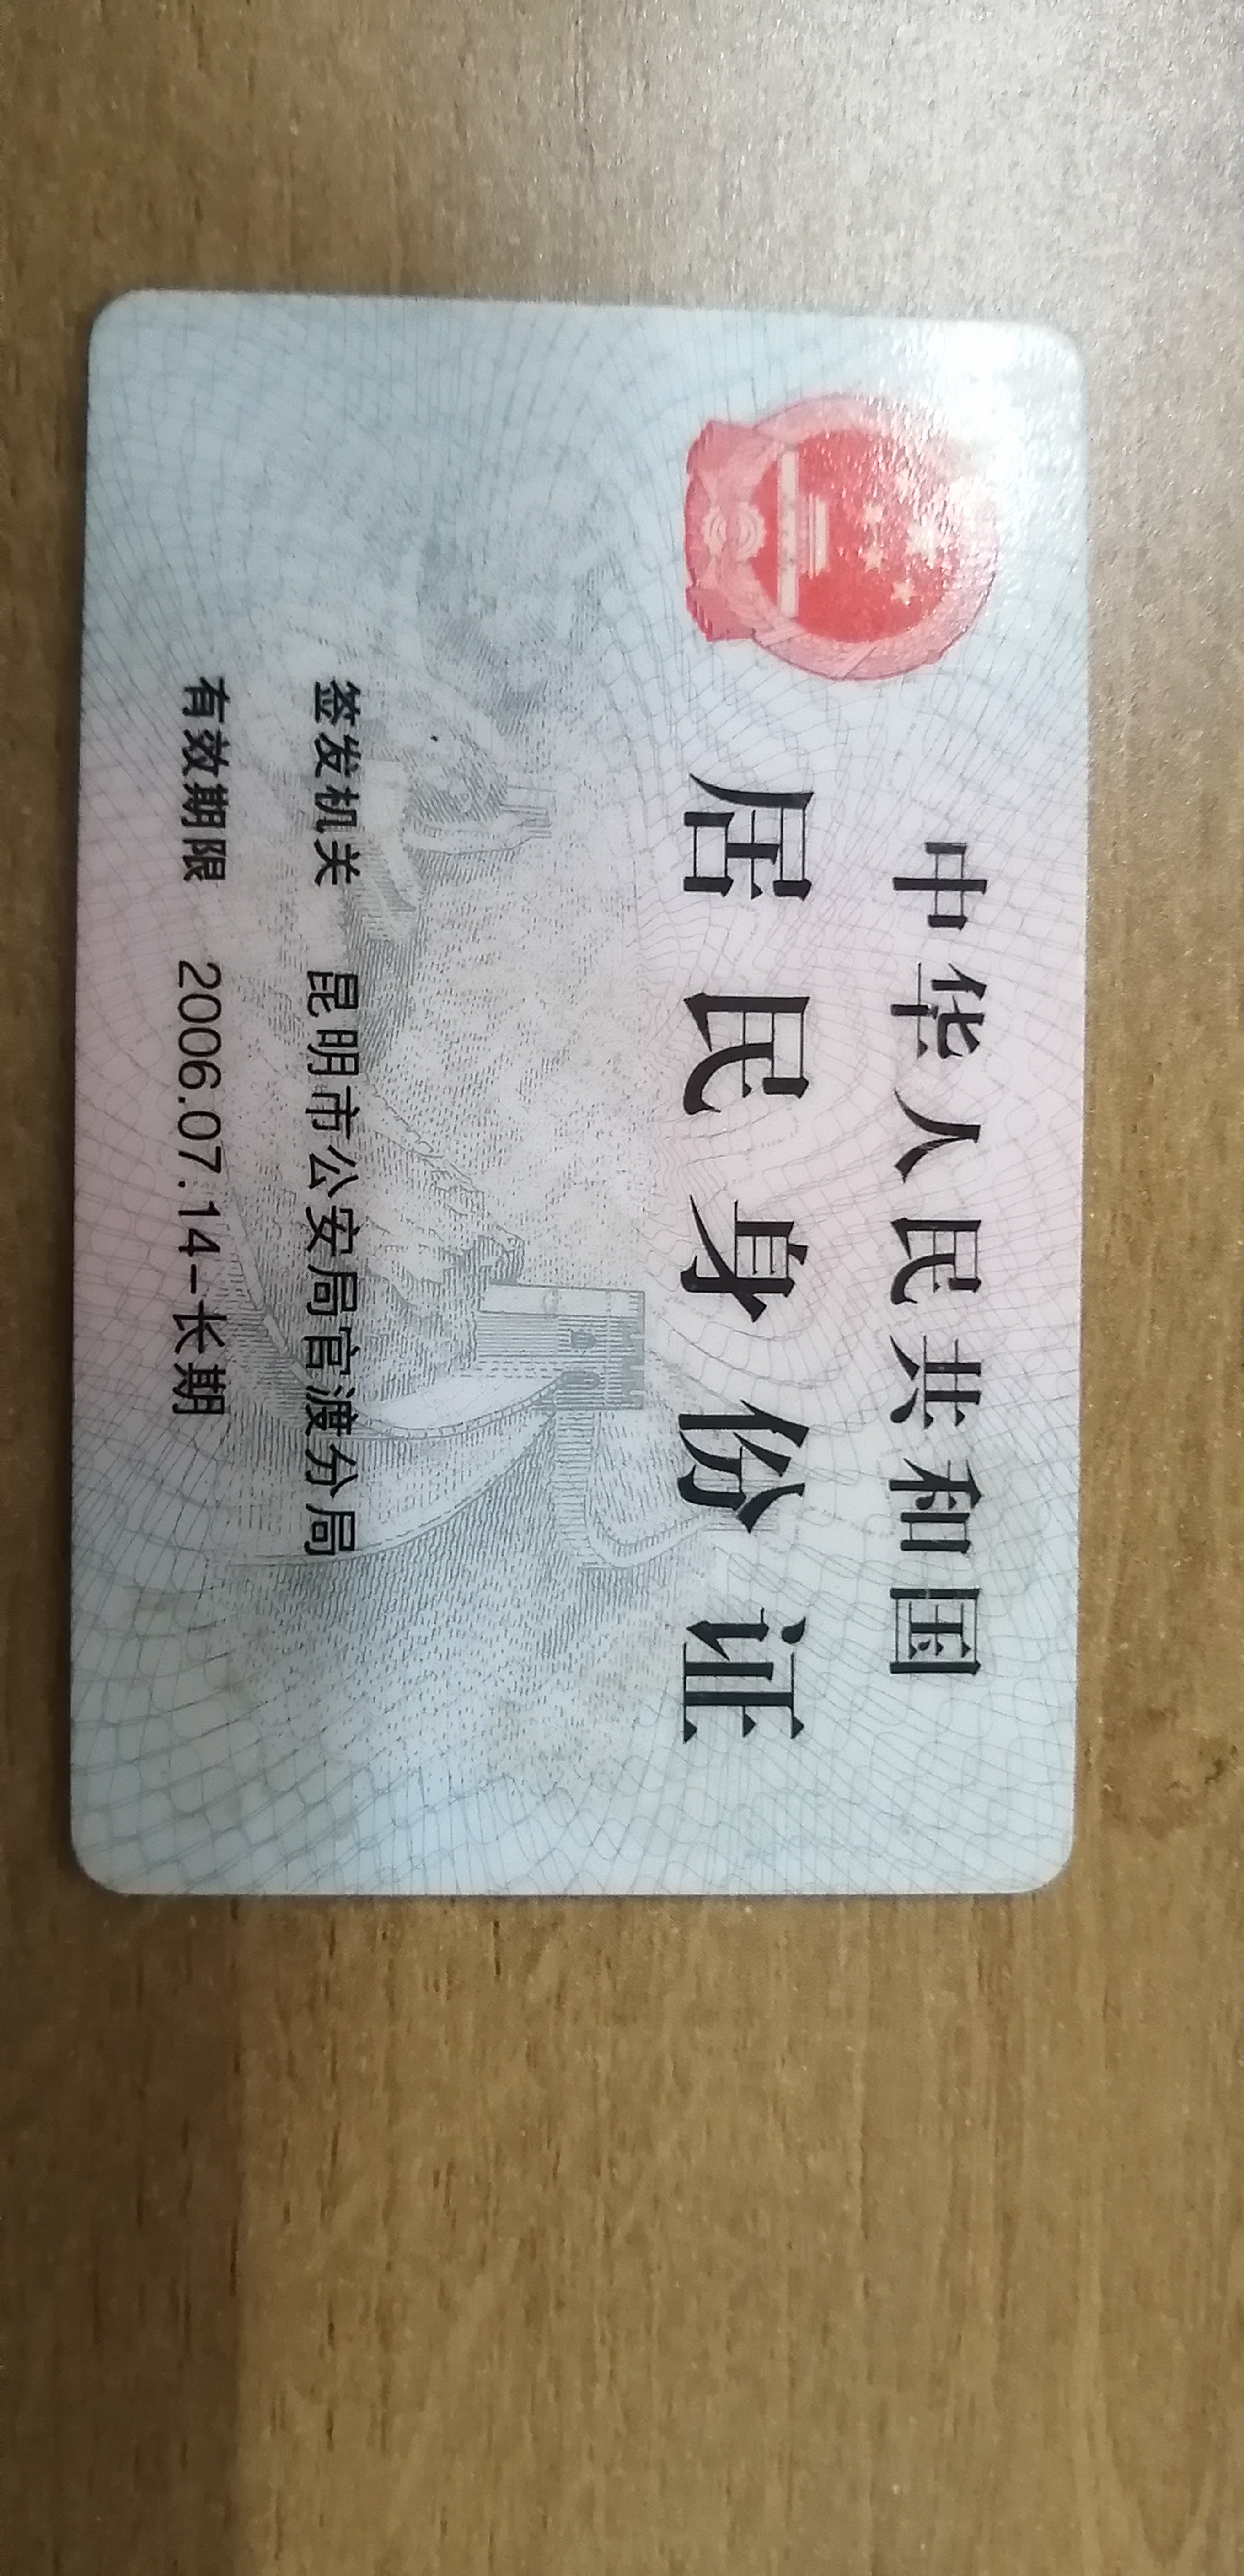 中华人民共和国
居民身份证
签发机关 昆明市公安局官渡分局
有效期限 2006.07.14-长期